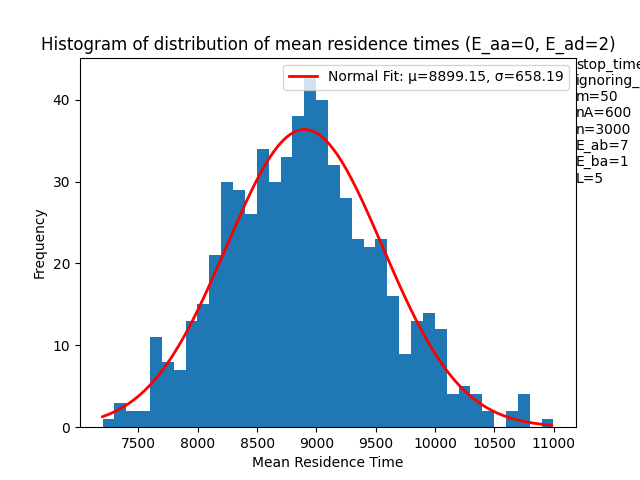 Histogram of distribution of mean residence times (E_aa=0, E_ad=2)
Normal Fit: μ=8899.15, σ=658.19
stop_time
ignoring_
m=50
nA=600
n=3000
E_ab=7
E_ba=1
L=5
Frequency
40
30
20
10
0
7500 8000 8500 9000 9500 10000 10500 11000
Mean Residence Time